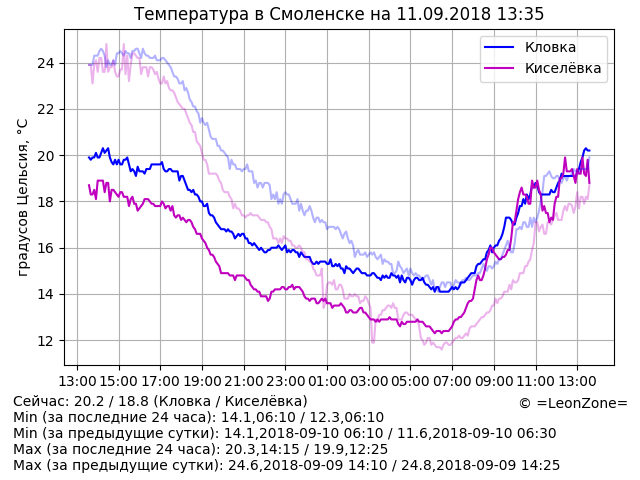 Температура в Смоленске на 11.09.2018 13:35
Кловка
Киселёвка
градусов Цельсия, °C
24
22
20
18
16
14
12
13:00 15:00 17:00 19:00 21:00 23:00 01:00 03:00 05:00 07:00 09:00 11:00 13:00
Сейчас: 20.2 / 18.8 (Кловка / Киселёвка)
© =LeonZone=
Min (за последние 24 часа): 14.1,06:10 / 12.3,06:10
Min (за предыдущие сутки): 14.1,2018-09-10 06:10 / 11.6,2018-09-10 06:30
Max (за последние 24 часа): 20.3,14:15 / 19.9,12:25
Max (за предыдущие сутки): 24.6,2018-09-09 14:10 / 24.8,2018-09-09 14:25